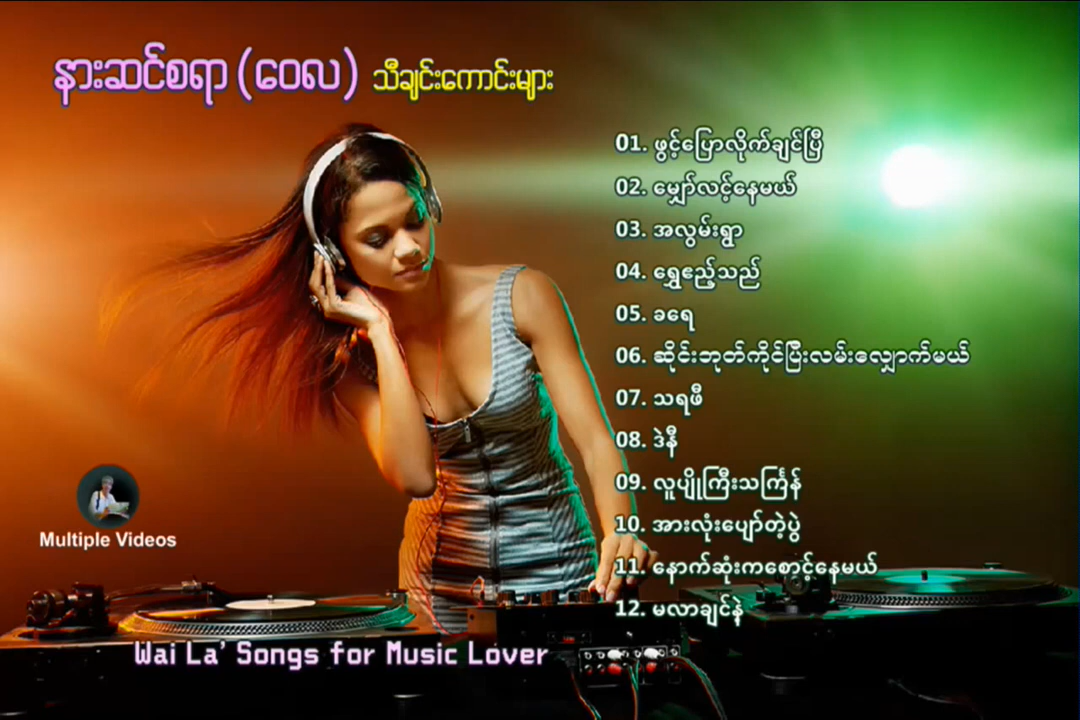 နားဆင်စရာ (ဝေလ) သီချင်းကောင်းများ
01. ဖွင့်ပြောလိုက်ချင်ပြီ
02. မျှော်လင့်နေမယ်
03. အလွမ်းရွာ
04. ရွှေဧည့်သည်
05. ခရေ
06. ဆိုင်းဘုတ်ကိုင်ပြီးလမ်းလျှောက်မယ်
07. သရဖီ
08. ဒဲနီ
09. လူပျိုကြီးသင်္ကြန်
10. အားလုံးပျော်တဲ့ပွဲ
11. နောက်ဆုံးကစောင့်နေမယ်
12. မလာချင်နဲ့
Multiple Videos
Wai La' Songs for Music Lover